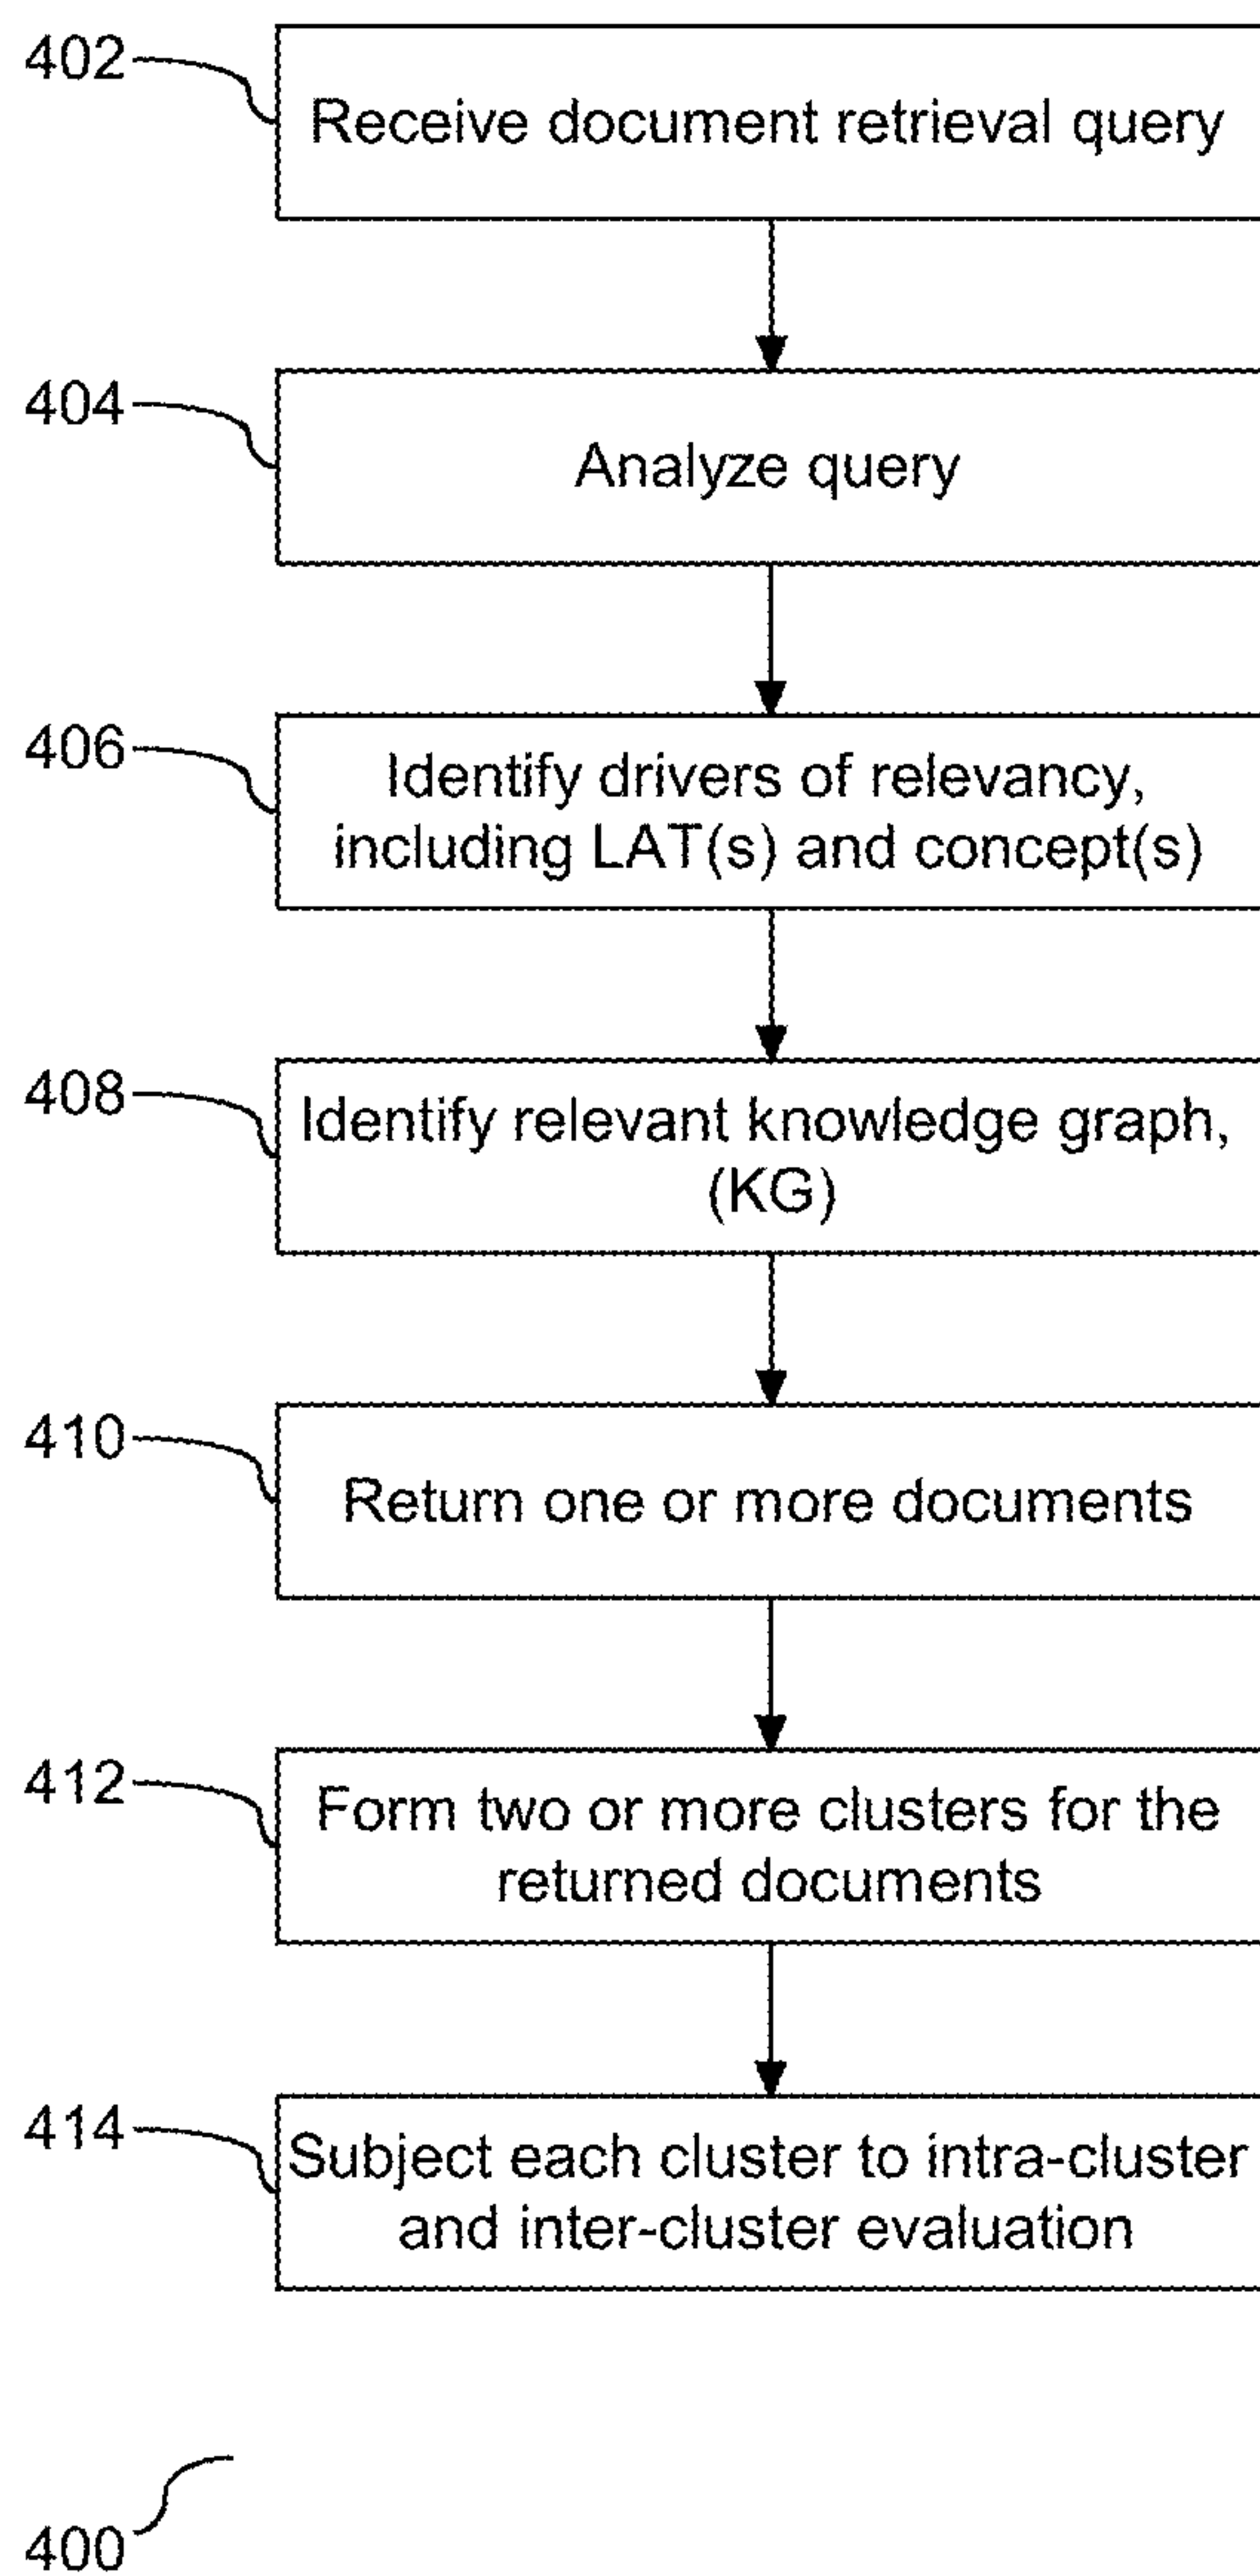 402
Receive document retrieval query
404
Analyze query
406
Identify drivers of relevancy,
including LAT(s) and concept(s)
408
Identify relevant knowledge graph,
(KG)
410
Return one or more documents
412
Form two or more clusters for the
returned documents
414
Subject each cluster to intra-cluster
and inter-cluster evaluation
400